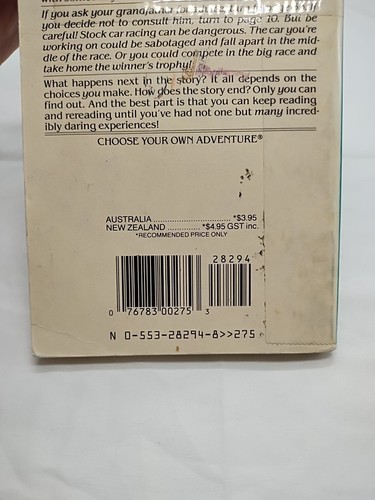 If you ask your grandfather
you decide not to consult him, turn to page 10. But be
careful! Stock car racing can be dangerous. The car you're
working on could be sabotaged and fall apart in the mid-
dle of the race. Or you could compete in the big race and
take home the winner's trophy!
What happens next in the story? It all depends on the
choices you make. How does the story end? Only you can
find out. And the best part is that you can keep reading
and rereading until you've had not one but many incred-
ibly daring experiences!
CHOOSE YOUR OWN ADVENTURE®
AUSTRALIA ........................ *$3.95
NEW ZEALAND ............. *$4.95 GST inc.
*RECOMMENDED PRICE ONLY
28294
0 76783 00275 3
N 0-553-28294-8>>275